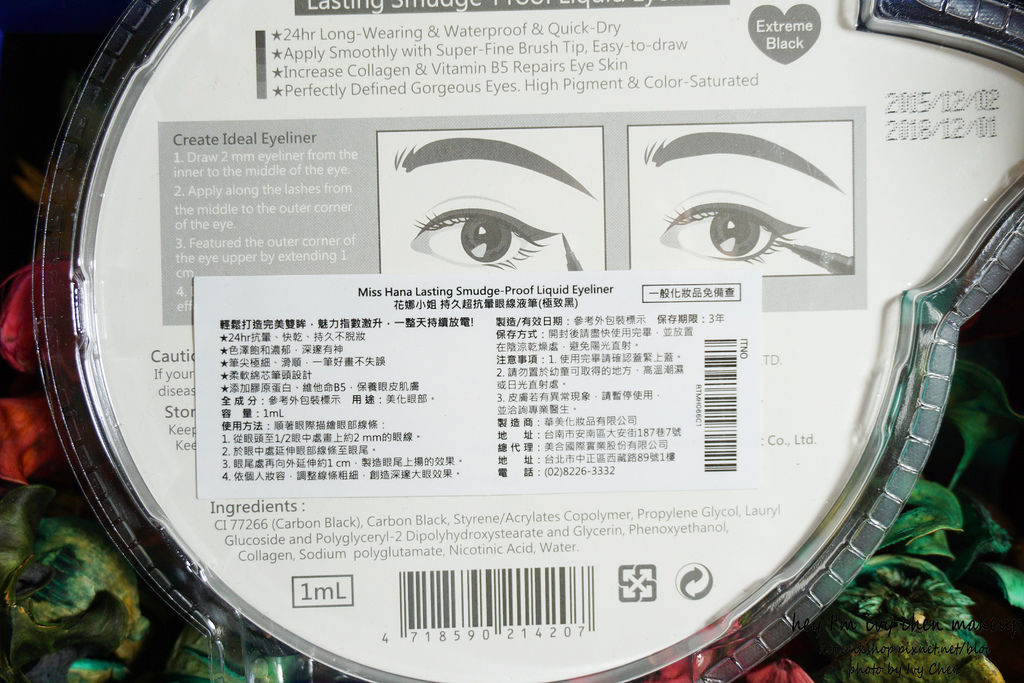 Lasting Smudge-Proof Liquid
★24hr Long-Wearing & Waterproof & Quick-Dry
★Apply Smoothly with Super-Fine Brush Tip, Easy-to-draw
★Increase Collagen & Vitamin B5 Repairs Eye Skin
★Perfectly Defined Gorgeous Eyes. High Pigment & Color-Saturated
Extreme
Black
2015/12/02
2018/12/01
Create Ideal Eyeliner
1. Draw 2 mm eyeliner from the
inner to the middle of the eye.
2. Apply along the lashes from
the middle to the outer corner
of the eye.
3. Featured the outer corner of
the eye upper by extending 1
cm
Miss Hana Lasting Smudge-Proof Liquid Eyeliner
花娜小姐 持久超抗暈眼線液筆(極致黑)
一般化妝品免備查
輕鬆打造完美雙眸，魅力指數激升，一整天持續放電!
★24hr抗暈、快乾、持久不脫妝
★色澤飽和濃郁，深邃有神
★筆尖極細、滑順，一筆好畫不失誤
★柔軟綿芯筆頭設計
★添加膠原蛋白、維他命B5，保養眼皮肌膚
全 成 分：參考外包裝標示 用 途：美化眼部。
容 量：1mL
使用方法：順著眼際描繪眼部線條：
1. 從眼頭至1/2眼中處畫上約2 mm的眼線。
2. 於眼中處延伸眼部線條至眼尾。
3. 眼尾處再向外延伸約1 cm，製造眼尾上揚的效果。
4. 依個人妝容，調整線條粗細，創造深邃大眼效果。
製造/有效日期：參考外包裝標示 保存期限：3年
保存方式：開封後請盡快使用完畢，並放置
在陰涼乾燥處，避免陽光直射。
注意事項：1. 使用完畢請確認蓋緊上蓋。
2. 請勿置於幼童可取得的地方、高溫潮濕
或日光直射處。
3. 皮膚若有異常現象，請暫停使用，
並洽詢專業醫生。
製 造 商：華美化妝品有限公司
地 址：台南市安南區大安街187巷7號
總 代 理：美合國際實業股份有限公司
地 址：台北市中正區西藏路89號1樓
電 話：(02)8226-3332
If your
disea
Keep
Ke
TD.
Co., Ltd.
Ingredients :
CI 77266 (Carbon Black), Carbon Black, Styrene/Acrylates Copolymer, Propylene Glycol, Lauryl
Glucoside and Polyglyceryl-2 Dipolyhydroxystearate and Glycerin, Phenoxyethanol,
Collagen, Sodium polyglutamate, Nicotinic Acid, Water.
1mL
4 718590 214207
hey I'm Ivy chen makeup
photo by Ivy Chen